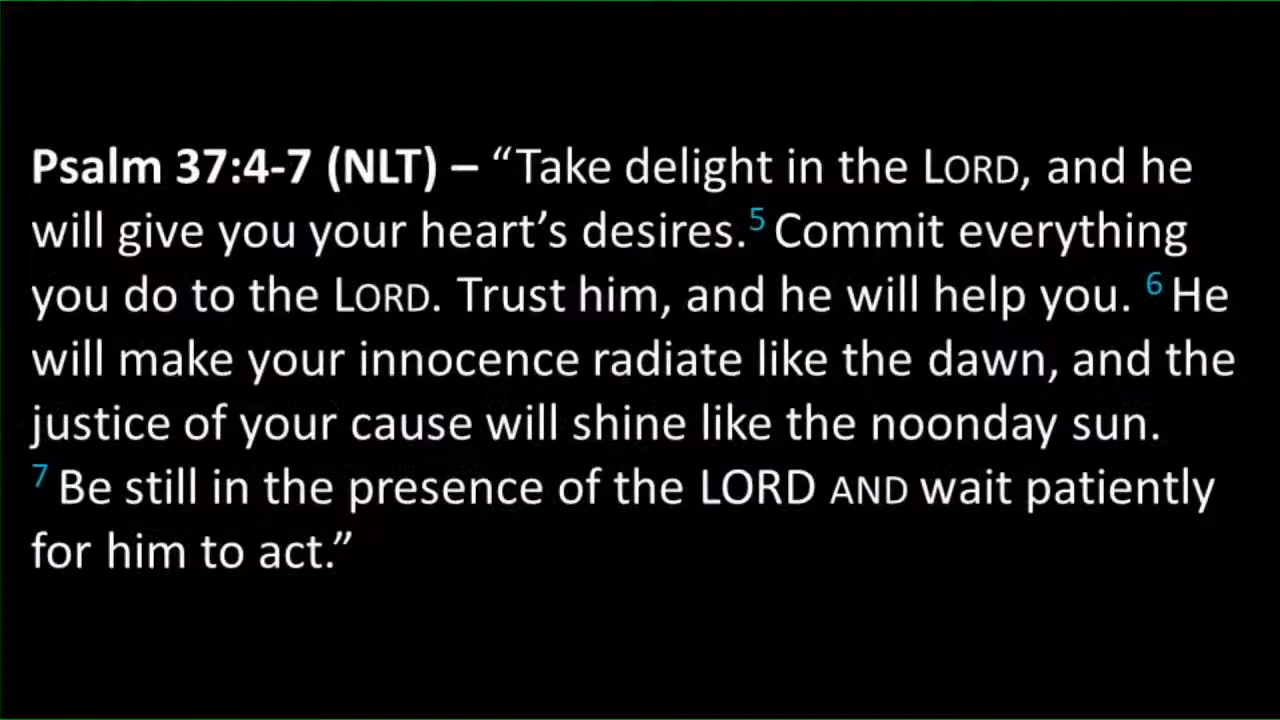 Psalm 37:4-7 (NLT) – “Take delight in the LORD, and he
will give you your heart’s desires.⁵ Commit everything
you do to the LORD. Trust him, and he will help you. ⁶ He
will make your innocence radiate like the dawn, and the
justice of your cause will shine like the noonday sun.
⁷ Be still in the presence of the LORD AND wait patiently
for him to act.”